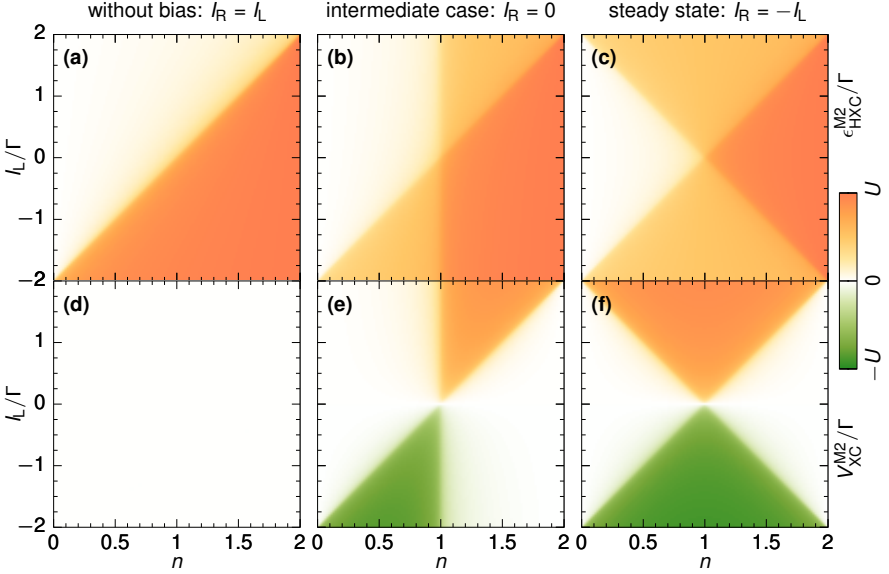 without bias: I_R = I_L
intermediate case: I_R = 0
steady state: I_R = −I_L
(a)
(b)
(c)
2
1
0
−1
−2
I_L/Γ
ϵ^M2_HXC/Γ
(d)
(e)
(f)
1
0
−1
−2
I_L/Γ
V^M2_XC/Γ
U
0
−U
0 0.5 1 1.5 2
0 0.5 1 1.5 2
0 0.5 1 1.5 2
n
n
n